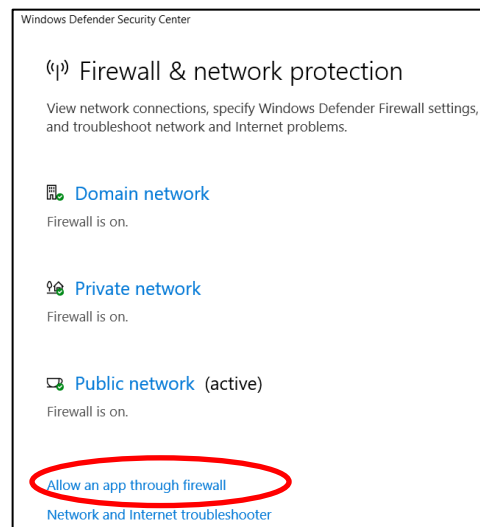 Windows Defender Security Center
Firewall & network protection
View network connections, specify Windows Defender Firewall settings,
and troubleshoot network and Internet problems.
Domain network
Firewall is on.
Private network
Firewall is on.
Public network (active)
Firewall is on.
Allow an app through firewall
Network and Internet troubleshooter